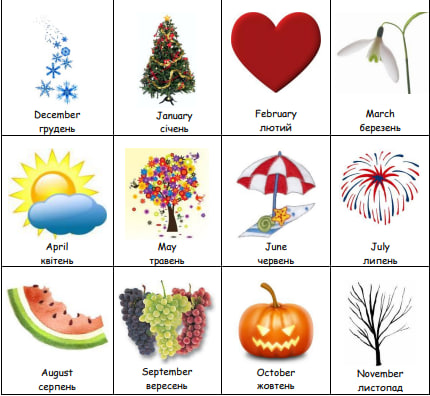 December
грудень
January
січень
February
лютий
March
березень
April
квітень
May
травень
June
червень
July
липень
August
серпень
September
вересень
October
жовтень
November
листопад